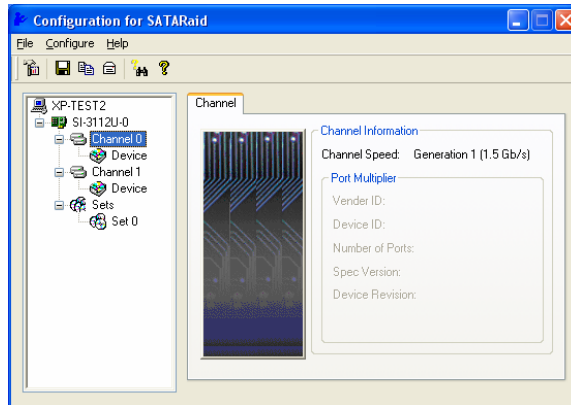 Configuration for SATARaid
File Configure Help
XP-TEST2
SI-3112U-0
Channel 0
Device
Channel 1
Device
Sets
Set 0
Channel
Channel Information
Channel Speed: Generation 1 (1.5 Gb/s)
Port Multiplier
Vender ID:
Device ID:
Number of Ports:
Spec Version:
Device Revision: